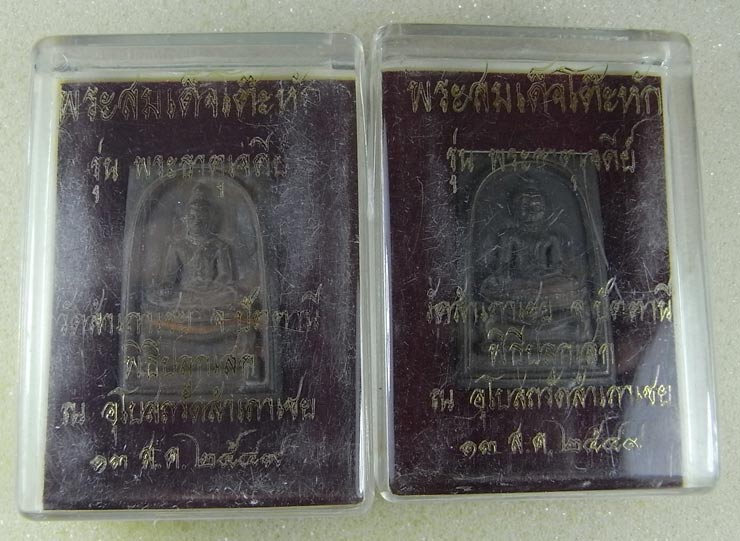 พระสมเด็จโต๊ะหัก
รุ่น พระธาตุเจดีย์
วัดสำเภาเชย จ.ปัตตานี
พิธีปลุกเสก
ณ อุโบสถวัดสำเภาเชย
๑๓ ส.ค. ๒๕๔๙
พระสมเด็จโต๊ะหัก
รุ่น พระธาตุเจดีย์
วัดสำเภาเชย จ.ปัตตานี
พิธีปลุกเสก
ณ อุโบสถวัดสำเภาเชย
๑๓ ส.ค. ๒๕๔๙